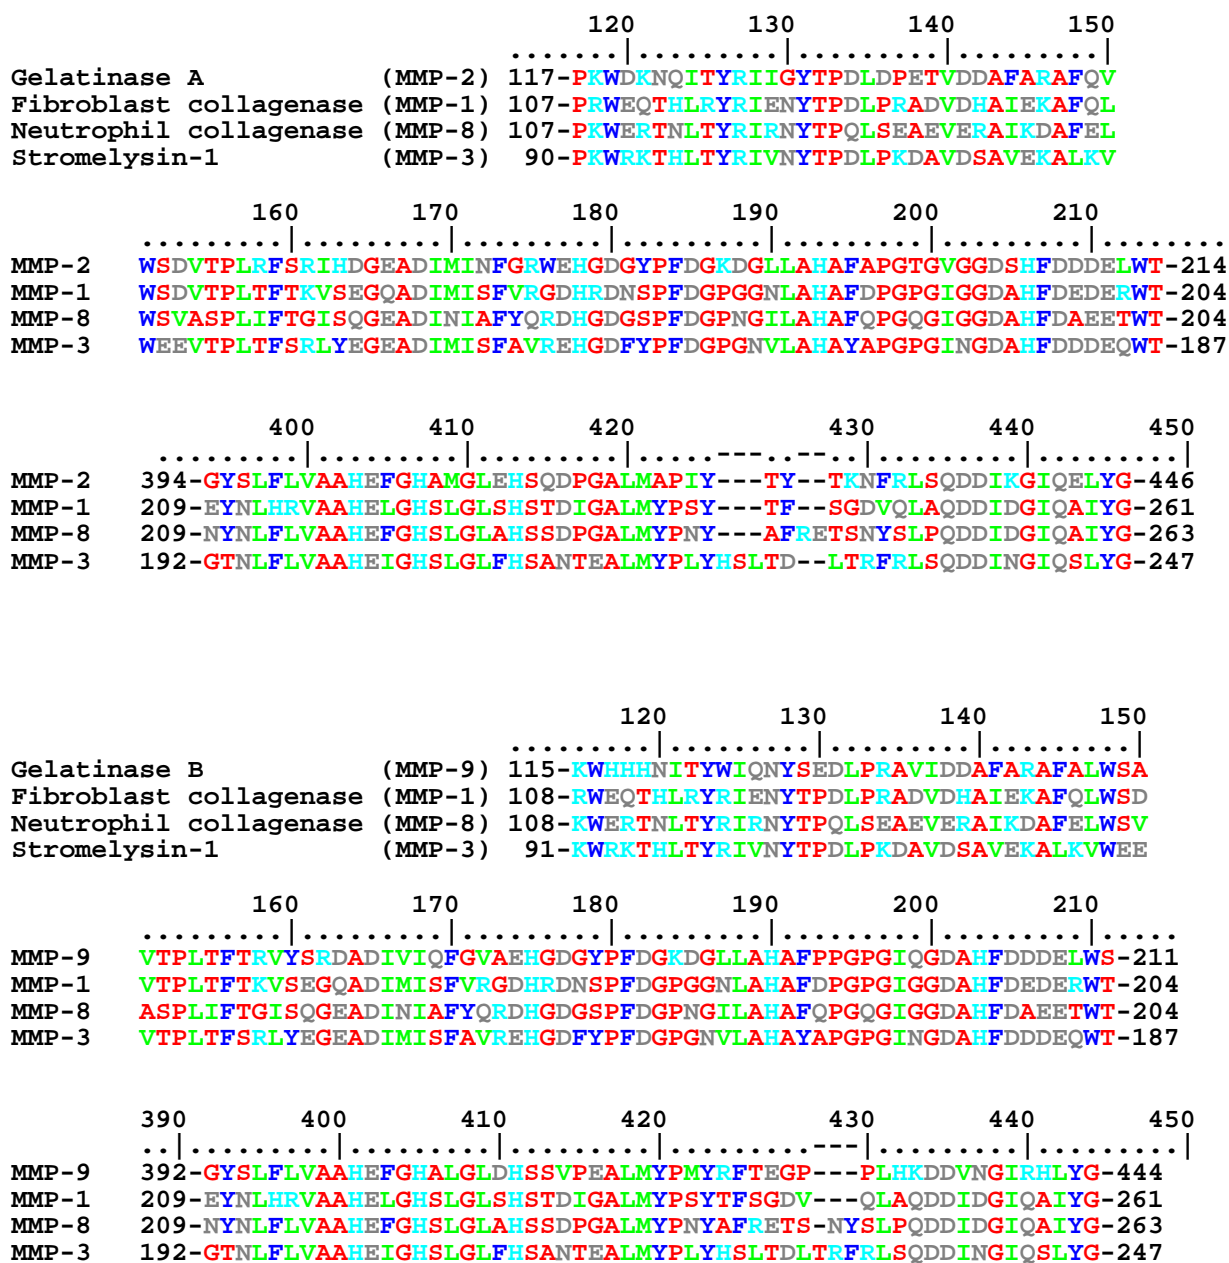 120 130 140 150
..|.........|.........|.........|
Gelatinase A (MMP-2) 117-PKWDKNQITYRIIGYTPDLDPETVDDAFARAFQV
Fibroblast collagenase (MMP-1) 107-PRWEQTHLRYRIENYTPDLPRADVDHAIEKAFQL
Neutrophil collagenase (MMP-8) 107-PKWERTNLTYRIRNYTPQLSEAEVERAIKDAFEL
Stromelysin-1 (MMP-3) 90-PKWRKTHLTYRIVNYTPDLPKDAVDSAVEKALKV
160 170 180 190 200 210
MMP-2 WSDVTPLRFSRIHDGEADIMINFGRWEHGDGYPFDGKDGLLAHAFAPGTGVGGDSHFDDDELWT-214
MMP-1 WSDVTPLTFTKVSEGQADIMISFVRGDHRDNSPFDGPGGNLAHAFDPGPGIGGDAHFDEDERWT-204
MMP-8 WSVASPLIFTGISQGEADINIAFYQRDHGDGSPFDGPNGILAHAFQPGQGIGGDAHFDAEETWT-204
MMP-3 WEEVTPLTFSRLYEGEADIMISFAVREHGDFYPFDGPGNVLAHAYAPGPGINGDAHFDDDEQWT-187
400 410 420 430 440 450
MMP-2 394-GYSLFLVAAHEFGHAMGLEHSQDPGALMAPIY---TY--TKNFRLSQDDIKGIQELYG-446
MMP-1 209-EYNLHRVAAHELGHSLGLSHSTDIGALMYPSY---TF--SGDVQLAQDDIDGIQAIYG-261
MMP-8 209-NYNLFLVAAHEFGHSLGLAHSSDPGALMYPNY---AFRETSNYSLPQDDIDGIQAIYG-263
MMP-3 192-GTNLFLVAAHEIGHSLGLFHSANTEALMYPLYHSLTD--LTRFRLSQDDINGIQSLYG-247
120 130 140 150
Gelatinase B (MMP-9) 115-KWHHHNITYWIQNYSEDLPRAVIDDAFARAFALWSA
Fibroblast collagenase (MMP-1) 108-RWEQTHLRYRIENYTPDLPRADVDHAIEKAFQLWSD
Neutrophil collagenase (MMP-8) 108-KWERTNLTYRIRNYTPQLSEAEVERAIKDAFELWSV
Stromelysin-1 (MMP-3) 91-KWRKTHLTYRIVNYTPDLPKDAVDSAVEKALKVWEE
160 170 180 190 200 210
MMP-9 VTPLTFTRVYSRDADIVIQFGVAEHGDGYPFDGKDGLLAHAFPPGPGIQGDAHFDDDELWS-211
MMP-1 VTPLTFTKVSEGQADIMISFVRGDHRDNSPFDGPGGNLAHAFDPGPGIGGDAHFDEDERWT-204
MMP-8 ASPLIFTGISQGEADINIAFYQRDHGDGSPFDGPNGILAHAFQPGQGIGGDAHFDAEETWT-204
MMP-3 VTPLTFSRLYEGEADIMISFAVREHGDFYPFDGPGNVLAHAYAPGPGINGDAHFDDDEQWT-187
390 400 410 420 430 440 450
MMP-9 392-GYSLFLVAAHEFGHALGLDHSSVPEALMYPMYRFTEGP---PLHKDDVNGIRHLYG-444
MMP-1 209-EYNLHRVAAHELGHSLGLSHSTDIGALMYPSYTFSGDV---QLAQDDIDGIQAIYG-261
MMP-8 209-NYNLFLVAAHEFGHSLGLAHSSDPGALMYPNYAFRETS-NYSLPQDDIDGIQAIYG-263
MMP-3 192-GTNLFLVAAHEIGHSLGLFHSANTEALMYPLYHSLTDLTRFRLSQDDINGIQSLYG-247